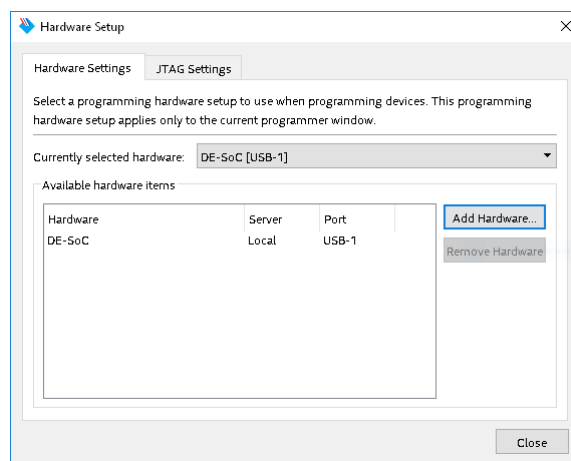 Hardware Setup
Hardware Settings
JTAG Settings
Select a programming hardware setup to use when programming devices. This programming
hardware setup applies only to the current programmer window.
Currently selected hardware: DE-SoC [USB-1]
Available hardware items
Hardware Server Port
DE-SoC Local USB-1
Add Hardware...
Remove Hardware
Close